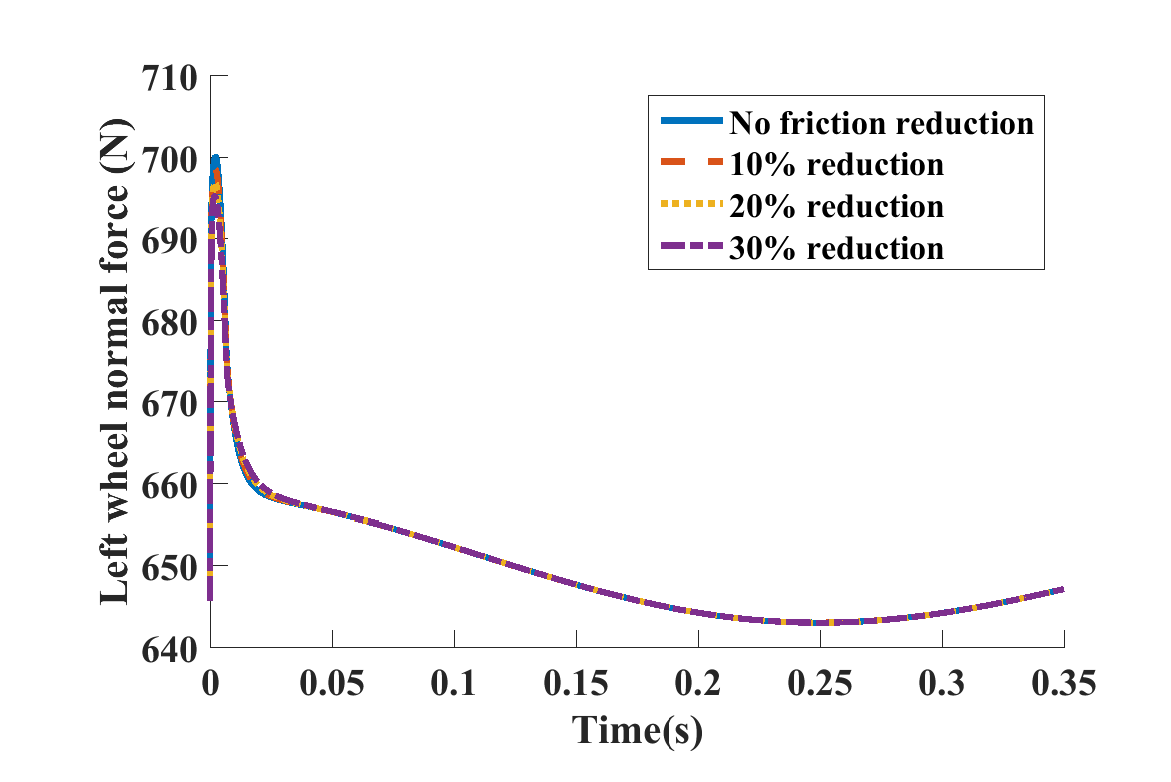 Left wheel normal force (N)
710
700
690
680
670
660
650
640
No friction reduction
10% reduction
20% reduction
30% reduction
0 0.05 0.1 0.15 0.2 0.25 0.3 0.35
Time(s)